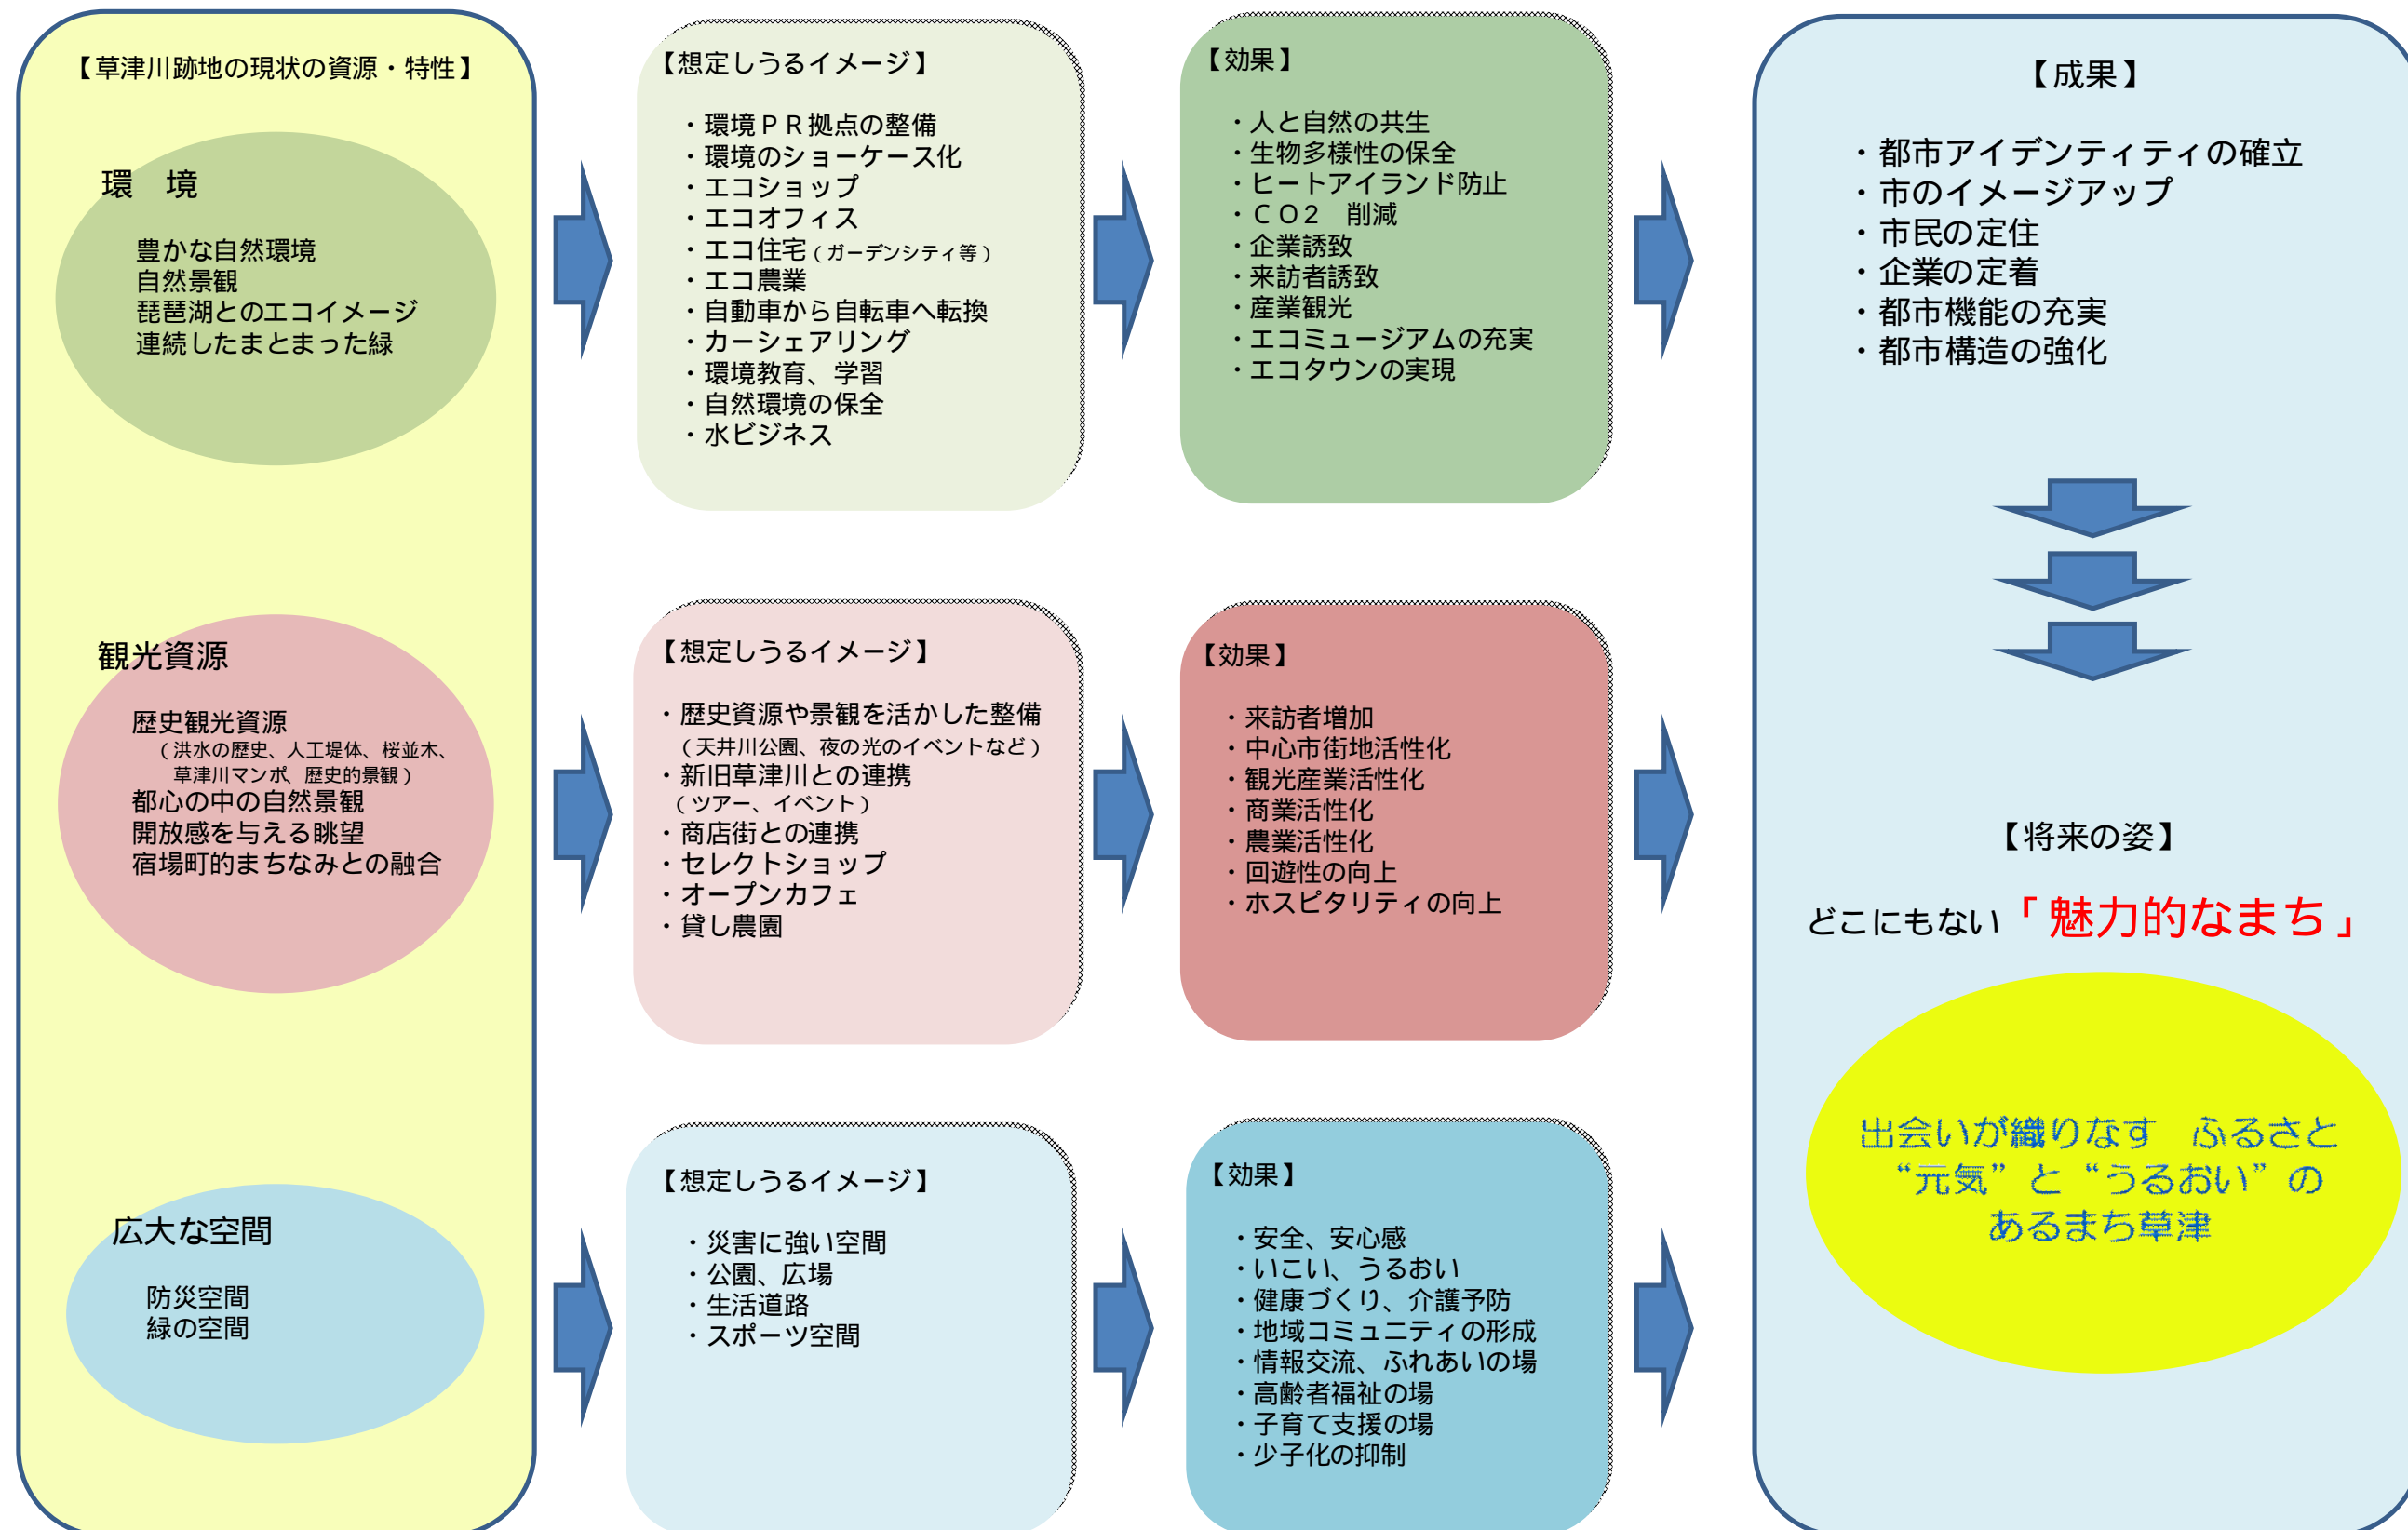 【草津川跡地の現状の資源・特性】
環　境
豊かな自然環境
自然景観
琵琶湖とのエコイメージ
連続したまとまった緑
観光資源
歴史観光資源
（洪水の歴史、人工堤体、桜並木、
草津川マンポ、歴史的景観）
都心の中の自然景観
開放感を与える眺望
宿場町的まちなみとの融合
広大な空間
防災空間
緑の空間
【想定しうるイメージ】
・環境ＰＲ拠点の整備
・環境のショーケース化
・エコショップ
・エコオフィス
・エコ住宅（ガーデンシティ等）
・エコ農業
・自動車から自転車へ転換
・カーシェアリング
・環境教育、学習
・自然環境の保全
・水ビジネス
【効果】
・人と自然の共生
・生物多様性の保全
・ヒートアイランド防止
・ＣＯ２　削減
・企業誘致
・来訪者誘致
・産業観光
・エコミュージアムの充実
・エコタウンの実現
【想定しうるイメージ】
・歴史資源や景観を活かした整備
（天井川公園、夜の光のイベントなど）
・新旧草津川との連携
（ツアー、イベント）
・商店街との連携
・セレクトショップ
・オープンカフェ
・貸し農園
【効果】
・来訪者増加
・中心市街地活性化
・観光産業活性化
・商業活性化
・農業活性化
・回遊性の向上
・ホスピタリティの向上
【想定しうるイメージ】
・災害に強い空間
・公園、広場
・生活道路
・スポーツ空間
【効果】
・安全、安心感
・いこい、うるおい
・健康づくり、介護予防
・地域コミュニティの形成
・情報交流、ふれあいの場
・高齢者福祉の場
・子育て支援の場
・少子化の抑制
【成果】
・都市アイデンティティの確立
・市のイメージアップ
・市民の定住
・企業の定着
・都市機能の充実
・都市構造の強化
【将来の姿】
どこにもない「魅力的なまち」
出会いが織りなす　ふるさと
“元気”と“うるおい”の
あるまち草津